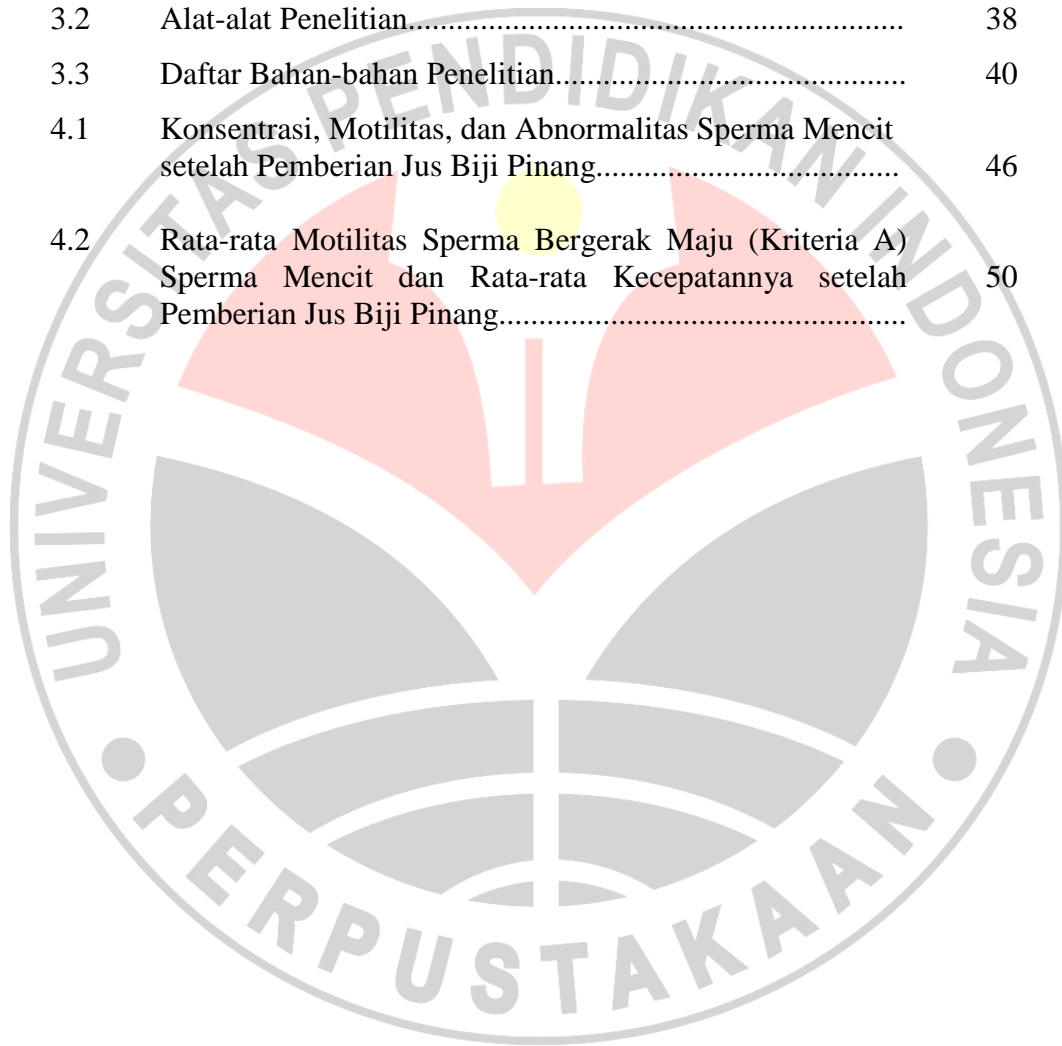 3.2 Alat-alat Penelitian............................................................... 38
3.3 Daftar Bahan-bahan Penelitian............................................. 40
4.1 Konsentrasi, Motilitas, dan Abnormalitas Sperma Mencit
setelah Pemberian Jus Biji Pinang....................................... 46
4.2 Rata-rata Motilitas Sperma Bergerak Maju (Kriteria A)
Sperma Mencit dan Rata-rata Kecepatannya setelah 50
Pemberian Jus Biji Pinang....................................................
UNIVERSITAS PENDIDIKAN INDONESIA
PERPUSTAKAAN